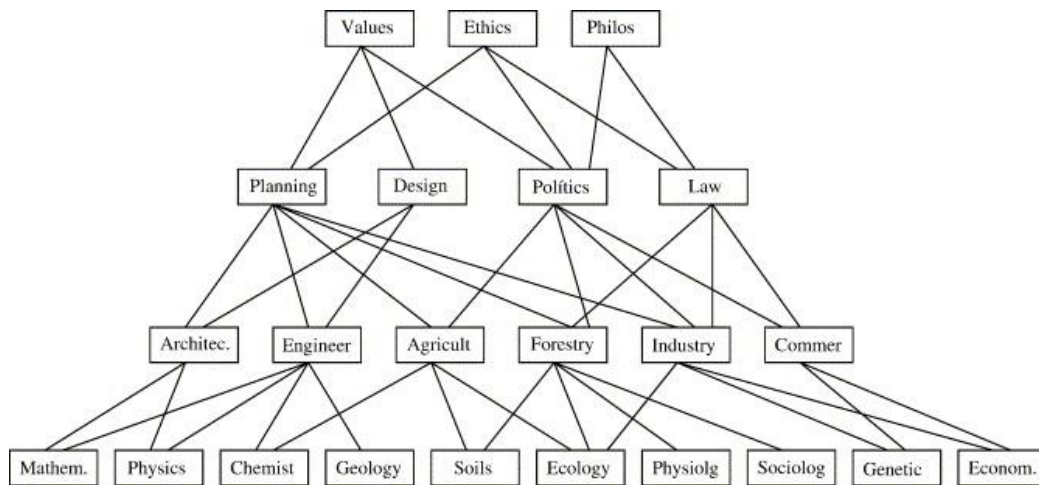 Values Ethics Philos
Planning Design Polítics Law
Architec. Engineer Agricult Forestry Industry Commer
Mathem. Physics Chemist Geology Soils Ecology Physiolg Sociolog Genetic Econom.